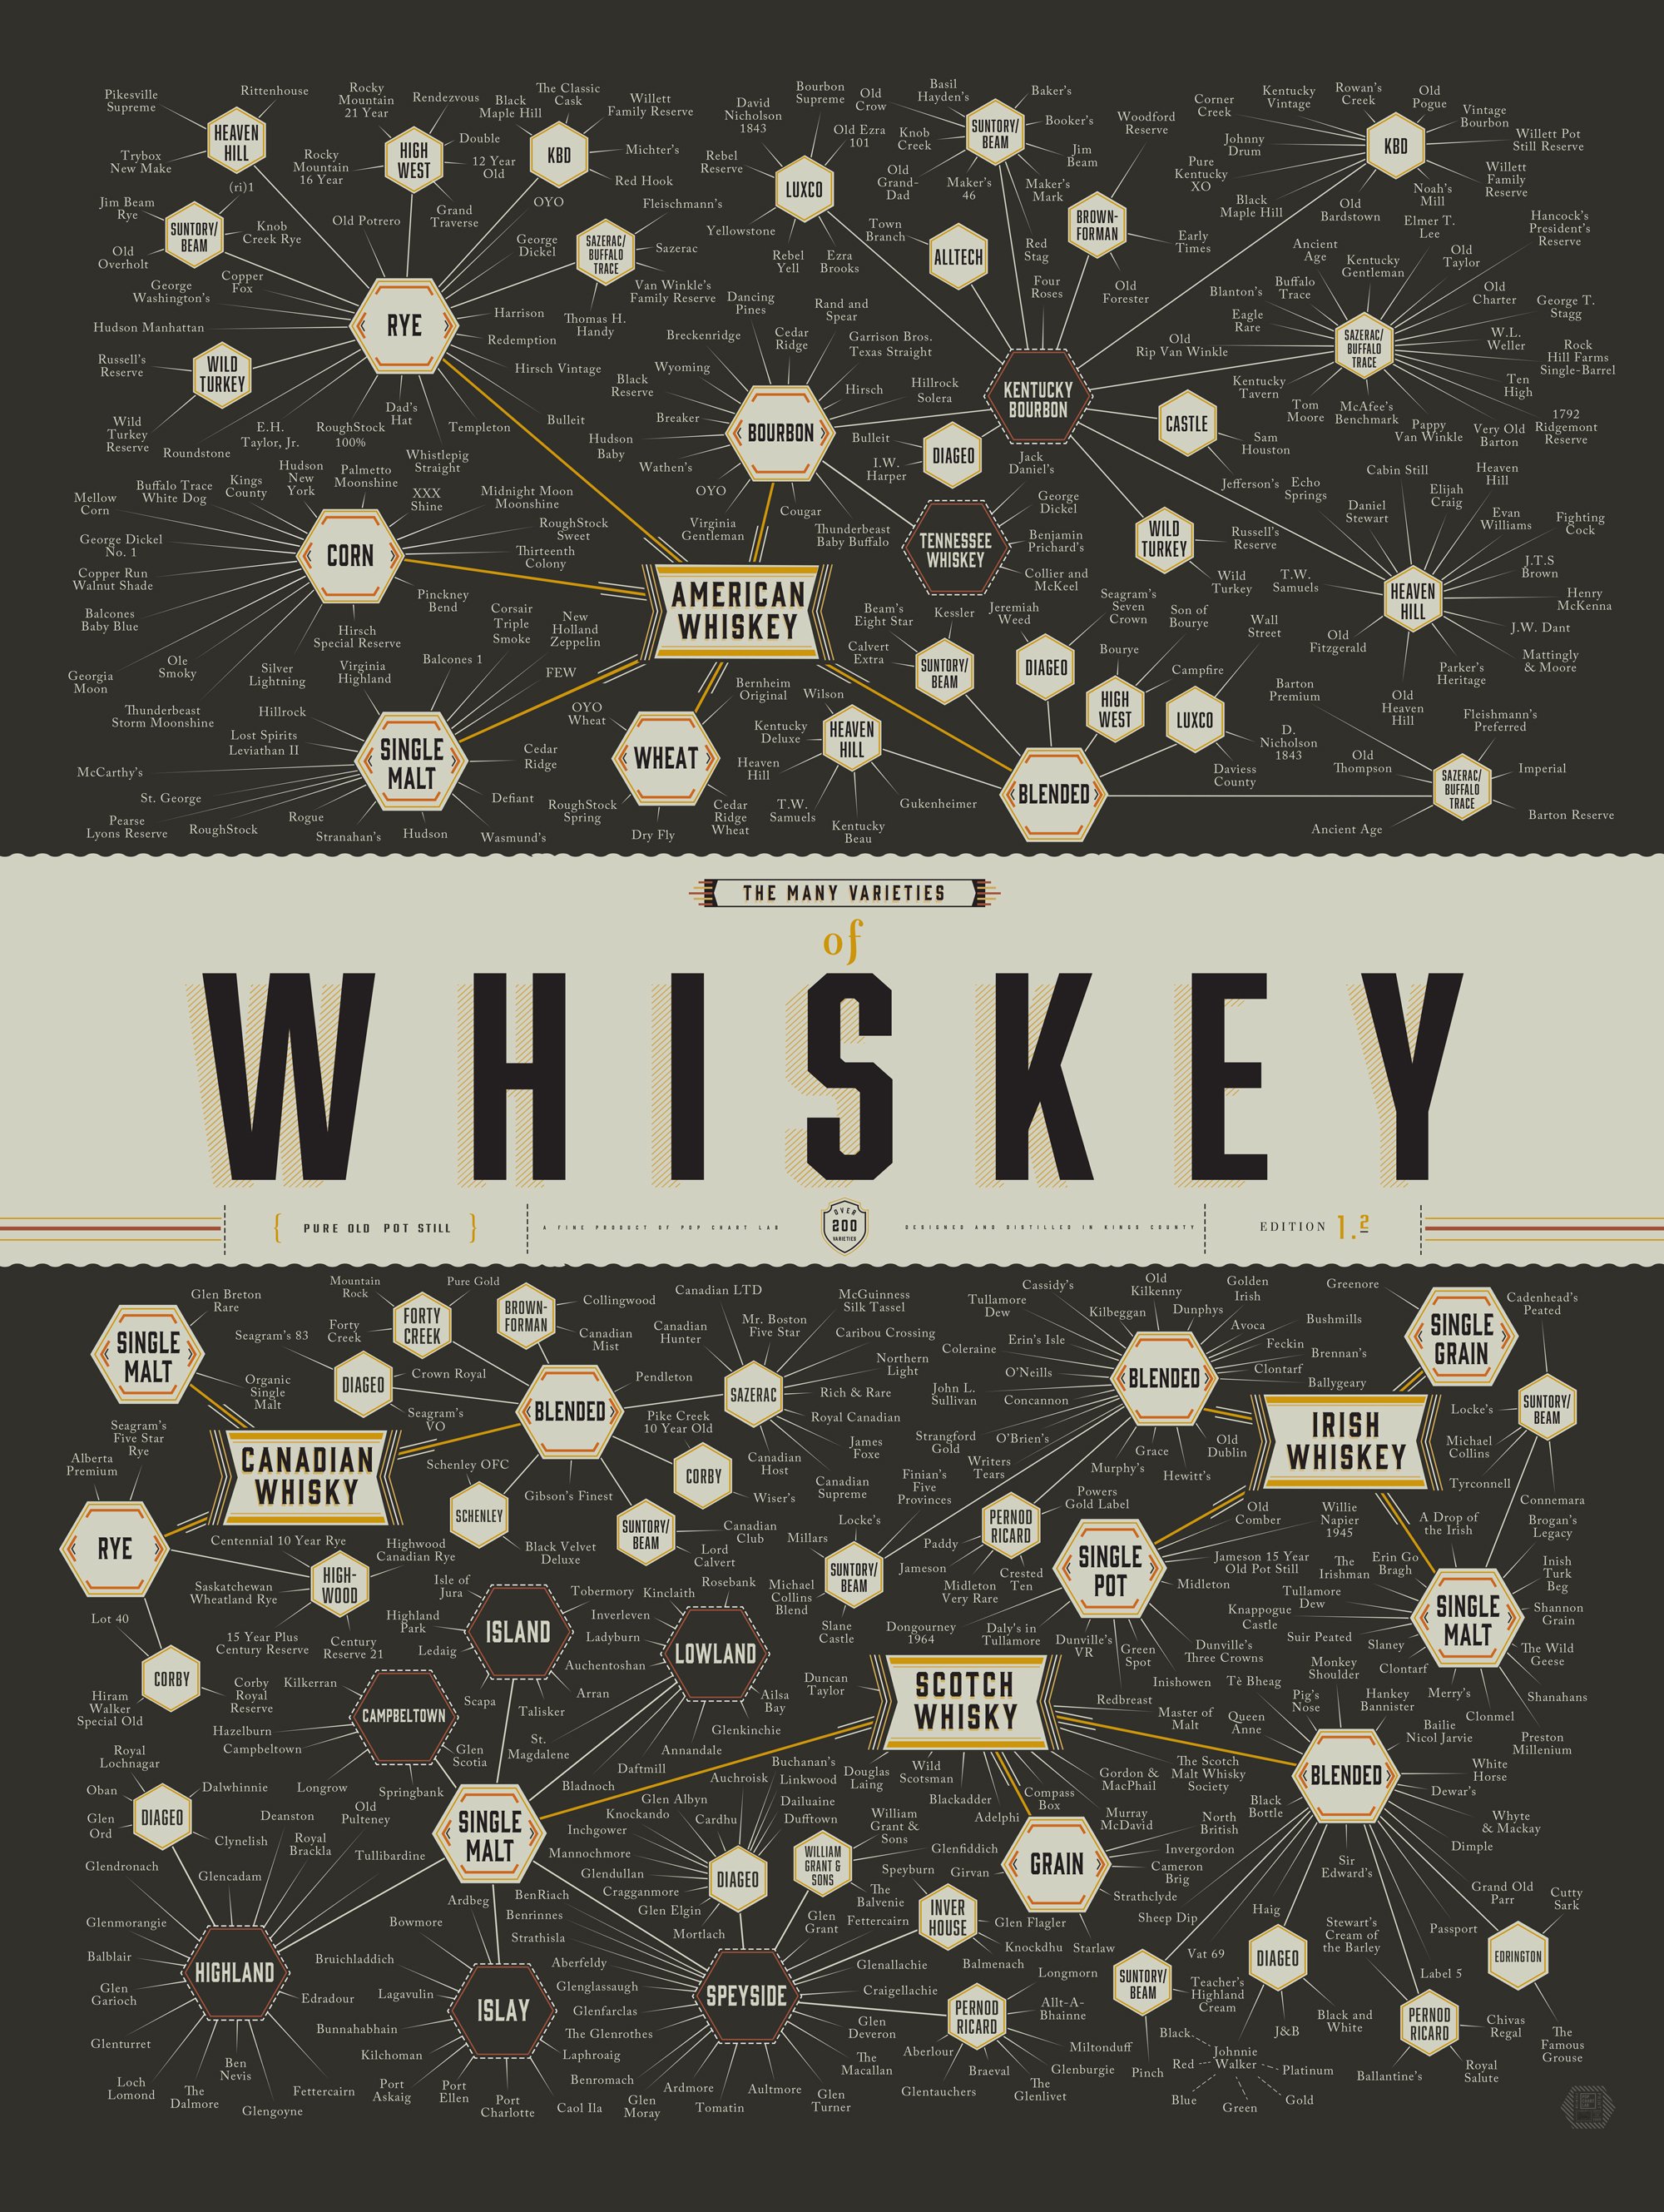 Pikesville
Supreme
Rittenhouse
HEAVEN
HILL
Trybox
New Make
Rocky
Mountain
21 Year
Rendezvous
Double
12 Year
Old
HIGH
WEST
Rocky
Mountain
16 Year
Grand
Traverse
Black
Maple Hill
The Classic
Cask
Willett
Family Reserve
KBD
Michter's
Red Hook
(ri)1
Jim Beam
Rye
SUNTORY/
BEAM
Knob
Creek Rye
Old
Overholt
Old Potrero
OYO
George
Dickel
Fleischmann's
SAZERAC/
BUFFALO
TRACE
Sazerac
Van Winkle's
Family Reserve
Thomas H.
Handy
Copper
Fox
George
Washington's
Hudson Manhattan
RYE
Harrison
Redemption
Hirsch Vintage
Bulleit
Russell's
Reserve
WILD
TURKEY
Wild
Turkey
Reserve
Roundstone
E.H.
Taylor, Jr.
RoughStock
100%
Dad's
Hat
Templeton
Whistlepig
Straight
David
Nicholson
1843
Bourbon
Supreme
Old Ezra
101
Rebel
Reserve
LUXCO
Yellowstone
Rebel
Yell
Ezra
Brooks
Old
Crow
Basil
Hayden's
Baker's
Booker's
Knob
Creek
SUNTORY/
BEAM
Jim
Beam
Old
Grand-
Dad
Maker's
46
Maker's
Mark
Red
Stag
Woodford
Reserve
BROWN-
FORMAN
Early
Times
Old
Forester
Town
Branch
ALLTECH
Four
Roses
Corner
Creek
Kentucky
Vintage
Rowan's
Creek
Old
Pogue
Vintage
Bourbon
Willett Pot
Still Reserve
Johnny
Drum
KBD
Pure
Kentucky
XO
Willett
Family
Reserve
Black
Maple Hill
Old
Bardstown
Noah's
Mill
Elmer T.
Lee
Hancock's
President's
Reserve
Ancient
Age
Kentucky
Gentleman
Old
Taylor
Buffalo
Trace
Blanton's
Old
Charter
George T.
Stagg
Eagle
Rare
SAZERAC/
BUFFALO
TRACE
W.L.
Weller
Old
Rip Van Winkle
Rock
Hill Farms
Single-Barrel
Kentucky
Tavern
Ten
High
Tom
Moore
McAfee's
Benchmark
Pappy
Van Winkle
Very Old
Barton
1792
Ridgemont
Reserve
Dancing
Pines
Rand and
Spear
Breckenridge
Cedar
Ridge
Garrison Bros.
Texas Straight
Wyoming
Black
Reserve
Hirsch
Hillrock
Solera
Breaker
BOURBON
KENTUCKY
BOURBON
Hudson
Baby
Wathen's
OYO
Virginia
Gentleman
Cougar
Thunderbeast
Baby Buffalo
Bulleit
I.W.
Harper
DIAGEO
CASTLE
Sam
Houston
Jefferson's
Jack
Daniel's
George
Dickel
TENNESSEE
WHISKEY
Benjamin
Prichard's
Collier and
McKeel
WILD
TURKEY
Russell's
Reserve
Wild
Turkey
Echo
Springs
Cabin Still
Heaven
Hill
Daniel
Stewart
Elijah
Craig
Evan
Williams
Fighting
Cock
T.W.
Samuels
HEAVEN
HILL
J.T.S
Brown
Henry
McKenna
J.W. Dant
Old
Fitzgerald
Mattingly
& Moore
Parker's
Heritage
Old
Heaven
Hill
Mellow
Corn
Buffalo Trace
White Dog
Kings
County
Hudson
New
York
Palmetto
Moonshine
XXX
Shine
Midnight Moon
Moonshine
RoughStock
Sweet
George Dickel
No. 1
CORN
Thirteenth
Colony
Copper Run
Walnut Shade
Balcones
Baby Blue
Pinckney
Bend
Hirsch
Special Reserve
Georgia
Moon
Ole
Smoky
Silver
Lightning
Thunderbeast
Storm Moonshine
AMERICAN
WHISKEY
Virginia
Highland
Balcones 1
Corsair
Triple
Smoke
New
Holland
Zeppelin
FEW
Hillrock
Lost Spirits
Leviathan II
McCarthy's
SINGLE
MALT
Cedar
Ridge
St. George
Defiant
Pearse
Lyons Reserve
RoughStock
Rogue
Stranahan's
Hudson
Wasmund's
Bernheim
Original
OYO
Wheat
WHEAT
RoughStock
Spring
Dry Fly
Cedar
Ridge
Wheat
Wilson
Kentucky
Deluxe
HEAVEN
HILL
Heaven
Hill
T.W.
Samuels
Kentucky
Beau
Gukenheimer
Beam's
Eight Star
Kessler
Calvert
Extra
SUNTORY/
BEAM
Jeremiah
Weed
Seagram's
Seven
Crown
DIAGEO
Son of
Bourye
Bourye
Campfire
HIGH
WEST
Wall
Street
LUXCO
D.
Nicholson
1843
Daviess
County
BLENDED
Barton
Premium
Fleishmann's
Preferred
Old
Thompson
Imperial
SAZERAC/
BUFFALO
TRACE
Barton Reserve
Ancient Age
THE MANY VARIETIES
of
WHISKEY
{ PURE OLD POT STILL }
A FINE PRODUCT OF POP CHART LAB
OVER
200
VARIETIES
DESIGNED AND DISTILLED IN KINGS COUNTY
EDITION 1.2
Glen Breton
Rare
SINGLE
MALT
Organic
Single
Malt
Mountain
Rock
Pure Gold
Forty
Creek
FORTY
CREEK
BROWN-
FORMAN
Collingwood
Canadian
Mist
Seagram's 83
DIAGEO
Crown Royal
Seagram's
VO
BLENDED
Pendleton
Canadian LTD
McGuinness
Silk Tassel
Canadian
Hunter
Mr. Boston
Five Star
Caribou Crossing
Northern
Light
SAZERAC
Rich & Rare
Royal Canadian
James
Foxe
Canadian
Host
Canadian
Supreme
Pike Creek
10 Year Old
CORBY
Wiser's
Seagram's
Five Star
Rye
Alberta
Premium
CANADIAN
WHISKY
Schenley OFC
SCHENLEY
Black Velvet
Deluxe
Gibson's Finest
SUNTORY/
BEAM
Canadian
Club
Lord
Calvert
RYE
Centennial 10 Year Rye
Highwood
Canadian Rye
HIGH-
WOOD
Saskatchewan
Wheatland Rye
15 Year Plus
Century Reserve
Century
Reserve 21
Lot 40
CORBY
Hiram
Walker
Special Old
Corby
Royal
Reserve
Cassidy's
Old
Kilkenny
Golden
Irish
Tullamore
Dew
Kilbeggan
Dunphys
Avoca
Bushmills
Erin's Isle
Feckin
Coleraine
Brennan's
O'Neills
BLENDED
Clontarf
John L.
Sullivan
Concannon
Ballygeary
Strangford
Gold
O'Brien's
Writers
Tears
Murphy's
Grace
Hewitt's
Old
Dublin
Finian's
Five
Provinces
Greenore
SINGLE
GRAIN
Cadenhead's
Peated
Locke's
SUNTORY/
BEAM
Michael
Collins
Tyrconnell
Connemara
IRISH
WHISKEY
Locke's
Millars
SUNTORY/
BEAM
Michael
Collins
Blend
Slane
Castle
PERNOD
RICARD
Powers
Gold Label
Paddy
Jameson
Midleton
Very Rare
Crested
Ten
SINGLE
POT
Old
Comber
Willie
Napier
1945
Jameson 15 Year
Old Pot Still
Midleton
Dongourney
1964
Daly's in
Tullamore
Dunville's
VR
Green
Spot
Dunville's
Three Crowns
Inishowen
Redbreast
A Drop of
the Irish
Brogan's
Legacy
The
Irishman
Erin Go
Bragh
Inish
Turk
Beg
Tullamore
Dew
Knappogue
Castle
SINGLE
MALT
Shannon
Grain
Suir Peated
Slaney
The Wild
Geese
Clontarf
Merry's
Shanahans
Clonmel
Preston
Millenium
Isle of
Jura
Tobermory
Highland
Park
ISLAND
Ledaig
Scapa
Talisker
Arran
Kinclaith
Rosebank
Inverleven
Ladyburn
LOWLAND
Auchentoshan
Ailsa
Bay
Glenkinchie
Annandale
Daftmill
St.
Magdalene
Bladnoch
Kilkerran
CAMPBELTOWN
Hazelburn
Campbeltown
Glen
Scotia
Longrow
Springbank
SCOTCH
WHISKY
Duncan
Taylor
Douglas
Laing
Wild
Scotsman
Blackadder
Adelphi
Compass
Box
Murray
McDavid
Gordon &
MacPhail
The Scotch
Malt Whisky
Society
Master of
Malt
SINGLE
MALT
Royal
Lochnagar
Oban
Dalwhinnie
DIAGEO
Glen
Ord
Clynelish
Deanston
Old
Pulteney
Royal
Brackla
Tullibardine
Glendronach
Glencadam
Glenmorangie
Balblair
HIGHLAND
Glen
Garioch
Edradour
Glenturret
Loch
Lomond
The
Dalmore
Ben
Nevis
Glengoyne
Fettercairn
Ardbeg
Bowmore
Bruichladdich
Lagavulin
ISLAY
Bunnahabhain
Kilchoman
Port
Askaig
Port
Ellen
Port
Charlotte
Caol Ila
Laphroaig
Buchanan's
Auchroisk
Linkwood
Glen Albyn
Dailuaine
Knockando
Cardhu
Dufftown
Inchgower
Mannochmore
Glendullan
DIAGEO
Cragganmore
Glen Elgin
Mortlach
William
Grant &
Sons
WILLIAM
GRANT &
SONS
Glenfiddich
The
Balvenie
Glen
Grant
BenRiach
Benrinnes
Strathisla
Aberfeldy
Glenglassaugh
SPEYSIDE
Glenfarclas
The Glenrothes
Benromach
Glen
Moray
Ardmore
Tomatin
Aultmore
Glen
Turner
The
Macallan
Glen
Deveron
Craigellachie
Glenallachie
Fettercairn
Speyburn
INVER
HOUSE
Glen Flagler
Knockdhu
Balmenach
Longmorn
PERNOD
RICARD
Allt-A-
Bhainne
Miltonduff
Aberlour
Glenburgie
Glentauchers
Braeval
The
Glenlivet
GRAIN
North
British
Invergordon
Girvan
Cameron
Brig
Strathclyde
Starlaw
Tè Bheag
Monkey
Shoulder
Pig's
Nose
Hankey
Bannister
Queen
Anne
Bailie
Nicol Jarvie
BLENDED
White
Horse
Black
Bottle
Dewar's
Whyte
& Mackay
Dimple
Sir
Edward's
Grand Old
Parr
Sheep Dip
Haig
Stewart's
Cream of
the Barley
Passport
Cutty
Sark
EDRINGTON
The
Famous
Grouse
Vat 69
SUNTORY/
BEAM
Teacher's
Highland
Cream
Pinch
DIAGEO
J&B
Black and
White
Johnnie
Walker
Black
Red
Blue
Green
Gold
Platinum
Label 5
PERNOD
RICARD
Chivas
Regal
Royal
Salute
Ballantine's